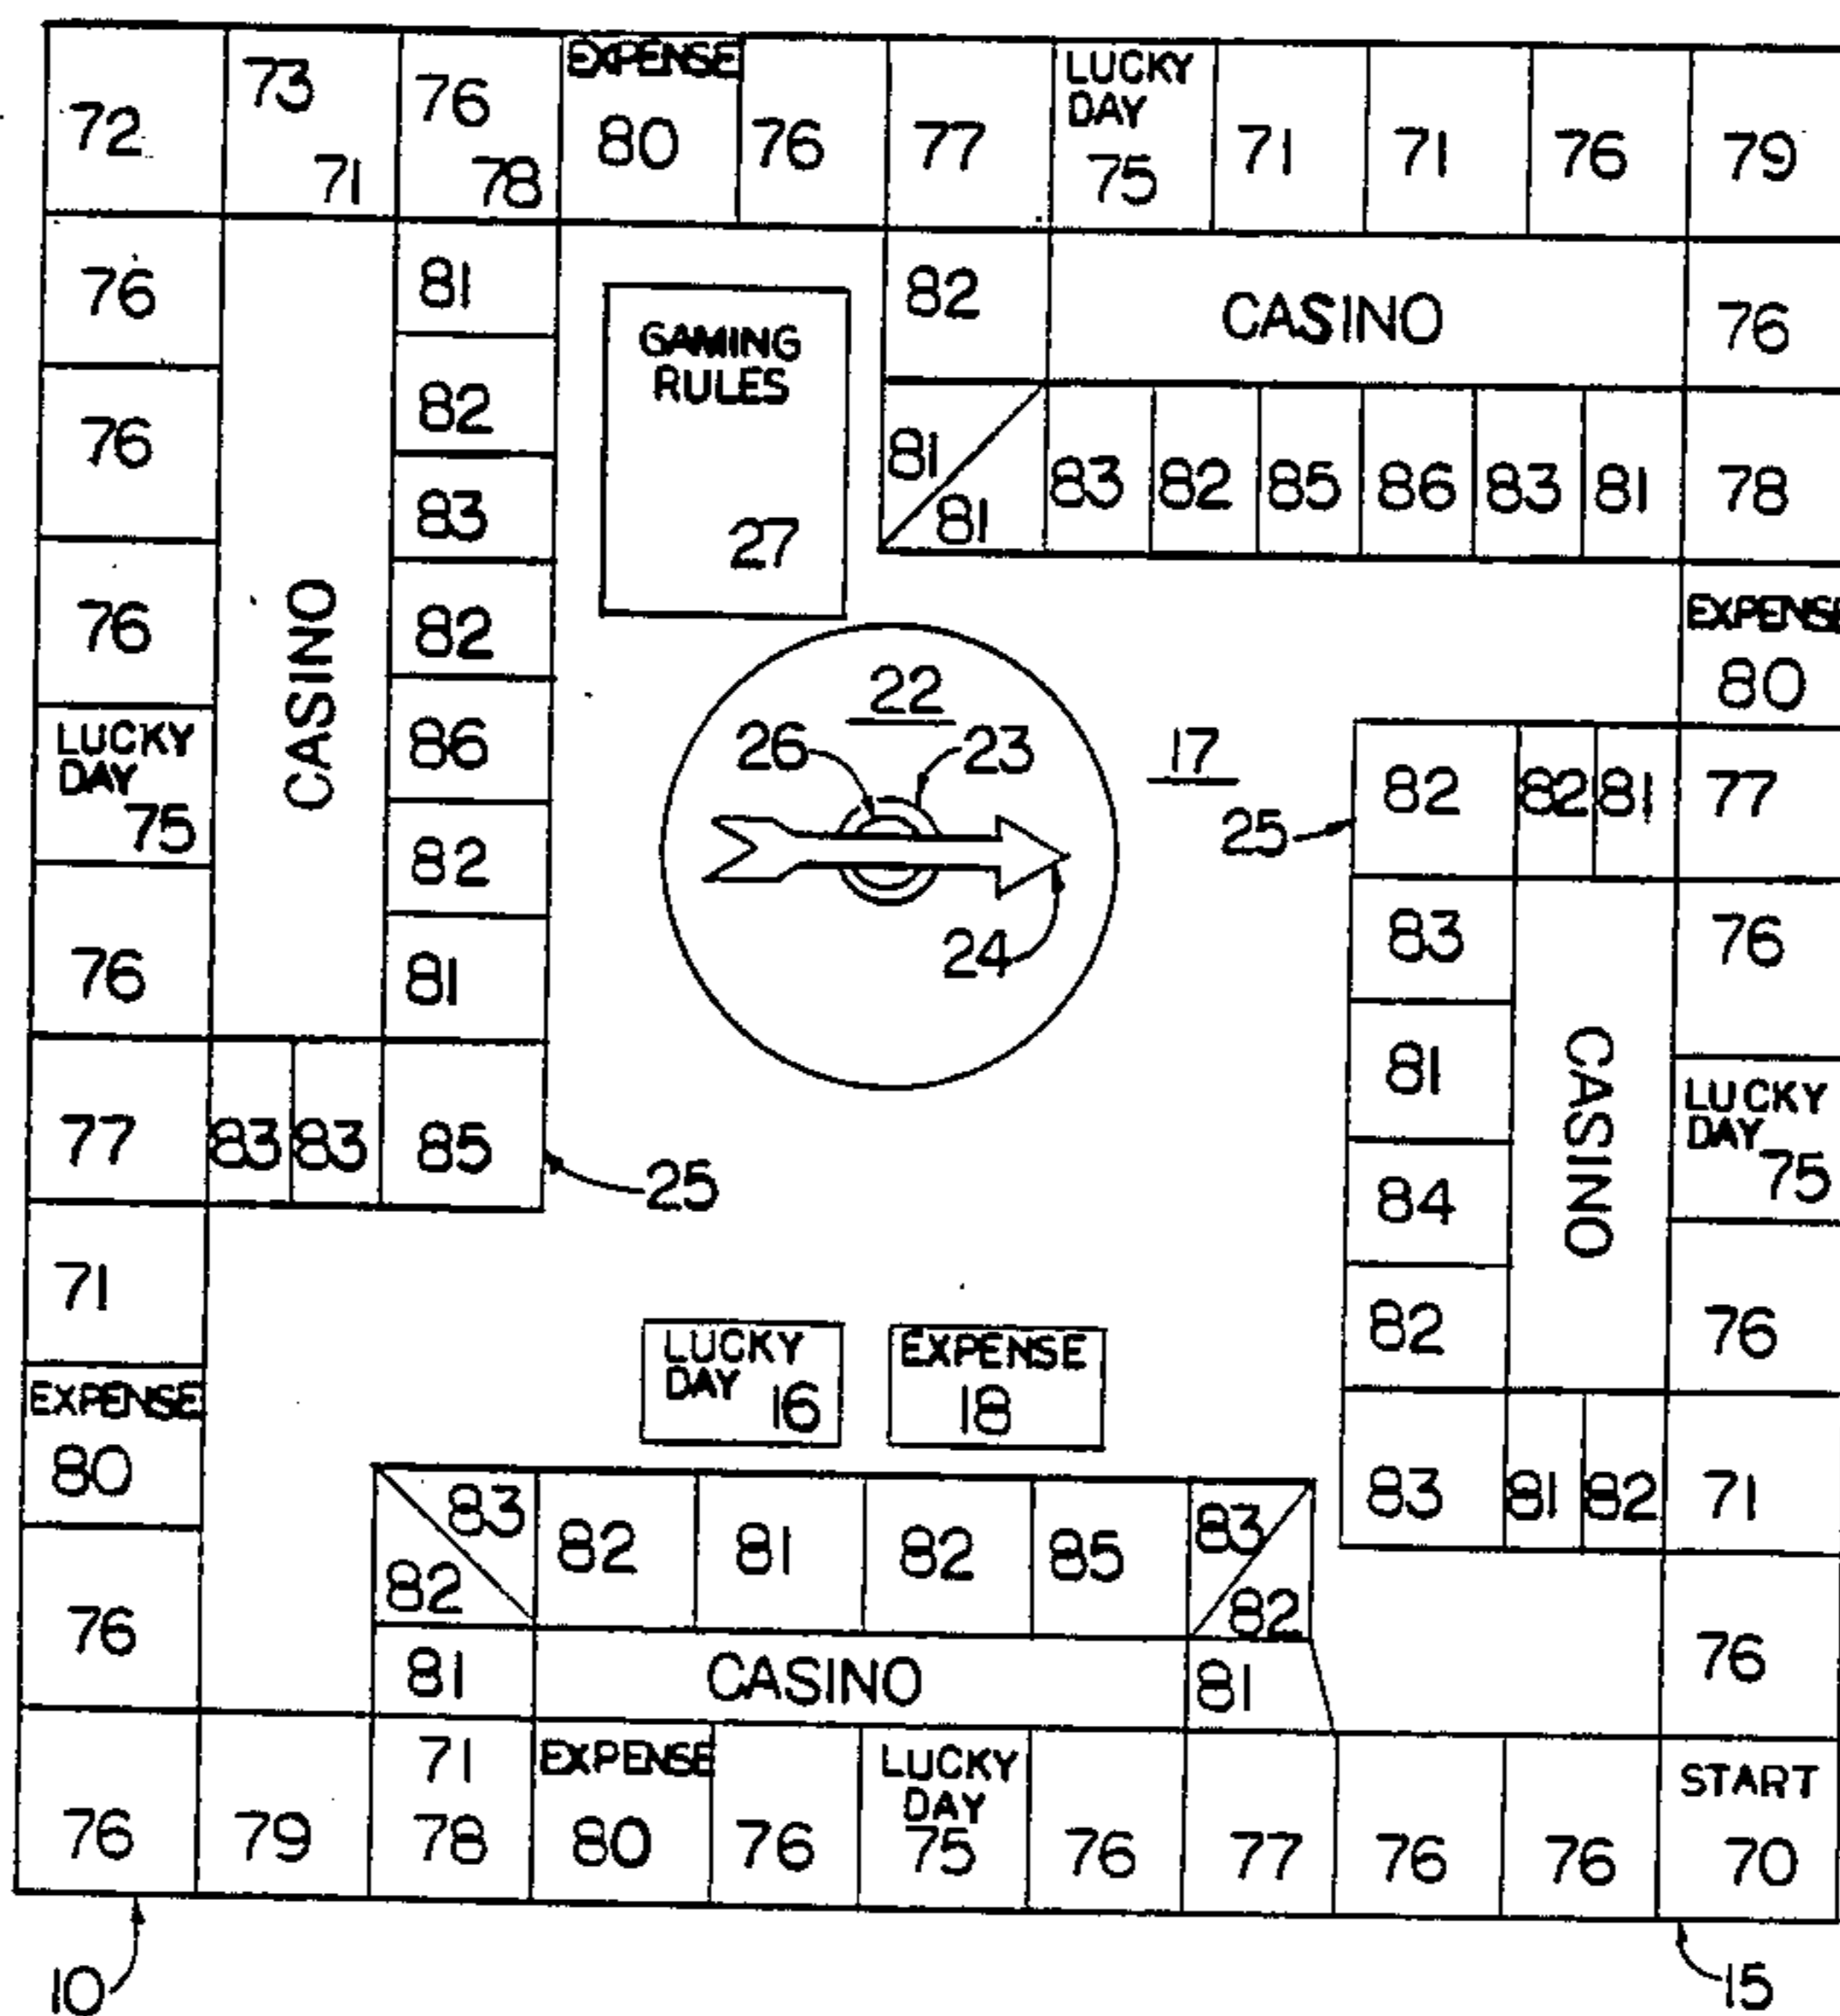 72 73 71 76 78 EXPENSE 80 76 77 LUCKY DAY 75 71 71 76 79
76 81 82 CASINO 76
GAMING
RULES
27
76 82 81 81 83 82 85 86 83 81 78
83
76 CASINO 82 EXPENSE
80
22
26 23
24
17
25
LUCKY
DAY
75
86 82 82 81 77
82 83 76
76 81 81 CASINO LUCKY
DAY
75
77 83 83 85 25 84
71 82 76
LUCKY
DAY 16
EXPENSE
18
EXPENSE
80
83 81 82 71
83 82 82 81 82 85 83 82
76 81 CASINO 81 76
76 79 71 78 EXPENSE 80 76 LUCKY DAY 75 76 77 76 76 START 70
10 15